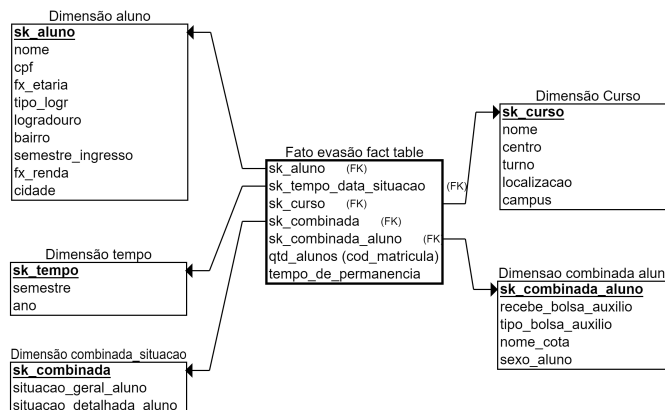 Dimensão aluno
sk_aluno
nome
cpf
fx_etaria
tipo_logr
logradouro
bairro
semestre_ingresso
fx_renda
cidade
Dimensão tempo
sk_tempo
semestre
ano
Dimensão combinada_situacao
sk_combinada
situacao_geral_aluno
situacao_detalhada_aluno
Fato evasão fact table
sk_aluno (FK)
sk_tempo_data_situacao (FK)
sk_curso (FK)
sk_combinada (FK)
sk_combinada_aluno (FK
qtd_alunos (cod_matricula)
tempo_de_permanencia
Dimensão Curso
sk_curso
nome
centro
turno
localizacao
campus
Dimensao combinada alun
sk_combinada_aluno
recebe_bolsa_auxilio
tipo_bolsa_auxilio
nome_cota
sexo_aluno